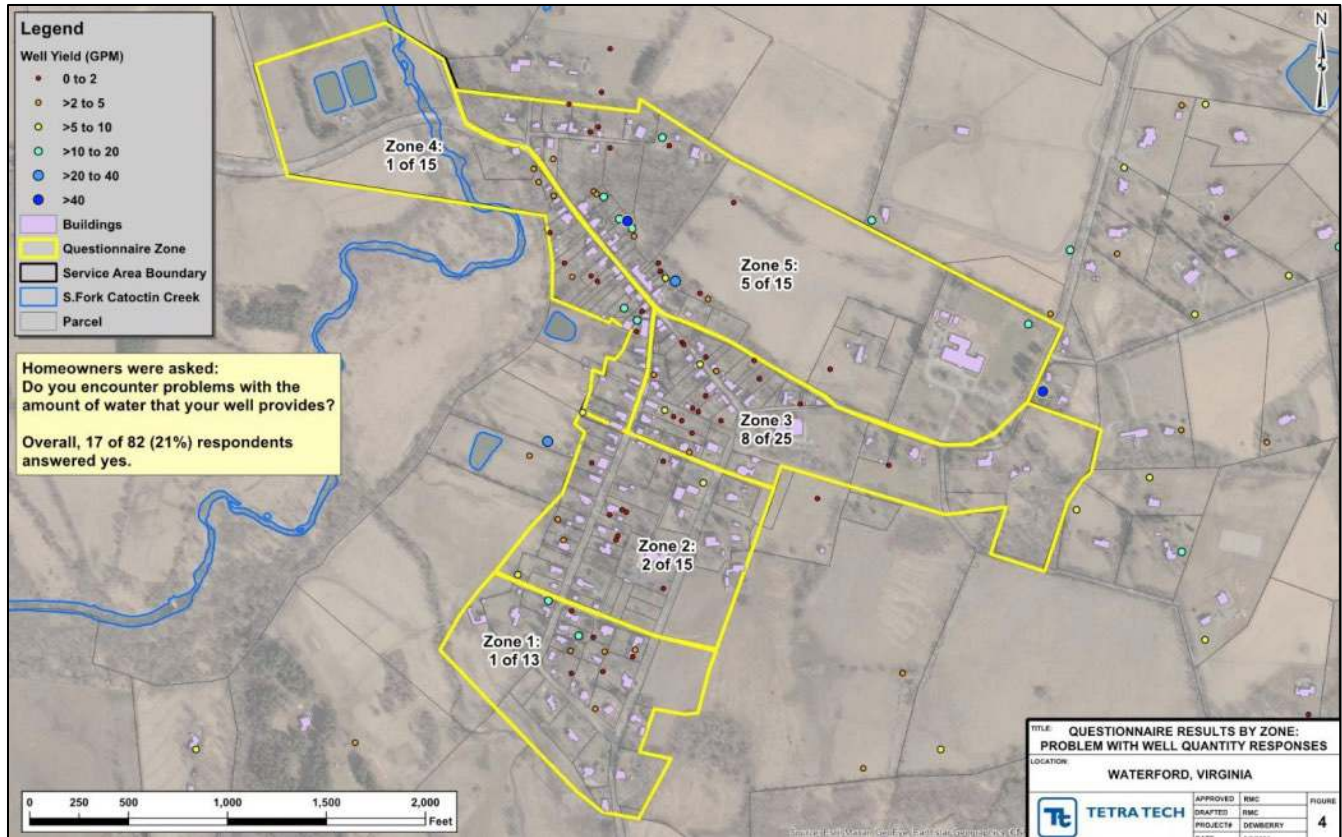 Legend
Well Yield (GPM)
0 to 2
>2 to 5
>5 to 10
>10 to 20
>20 to 40
>40
Buildings
Questionnaire Zone
Service Area Boundary
S.Fork Catoctin Creek
Parcel
Homeowners were asked:
Do you encounter problems with the
amount of water that your well provides?
Overall, 17 of 82 (21%) respondents
answered yes.
N
Zone 4:
1 of 15
Zone 5:
5 of 15
Zone 3
8 of 25
Zone 2:
2 of 15
Zone 1:
1 of 13
0 250 500 1,000 1,500 2,000
Feet
TITLE: QUESTIONNAIRE RESULTS BY ZONE:
PROBLEM WITH WELL QUANTITY RESPONSES
LOCATION:
WATERFORD, VIRGINIA
Tt TETRA TECH
APPROVED RMC
DRAFTED RMC
PROJECT# DEWBERRY
FIGURE
4